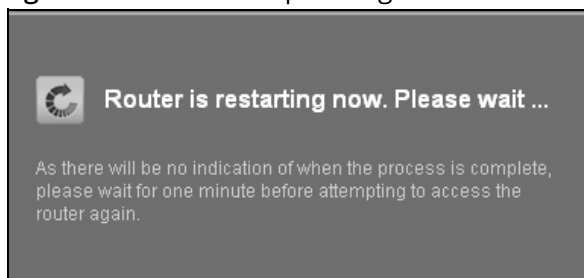 Router is restarting now. Please wait ...
As there will be no indication of when the process is complete,
please wait for one minute before attempting to access the
router again.